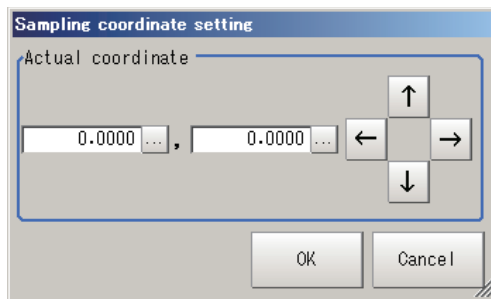 Sampling coordinate setting
Actual coordinate
↑
0.0000 ... , 0.0000 ... ← →
↓
OK Cancel